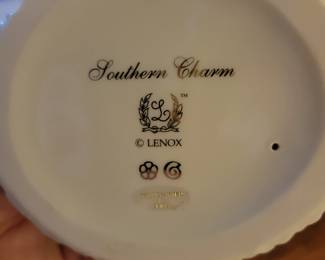 Southern Charm
L ™
© LENOX